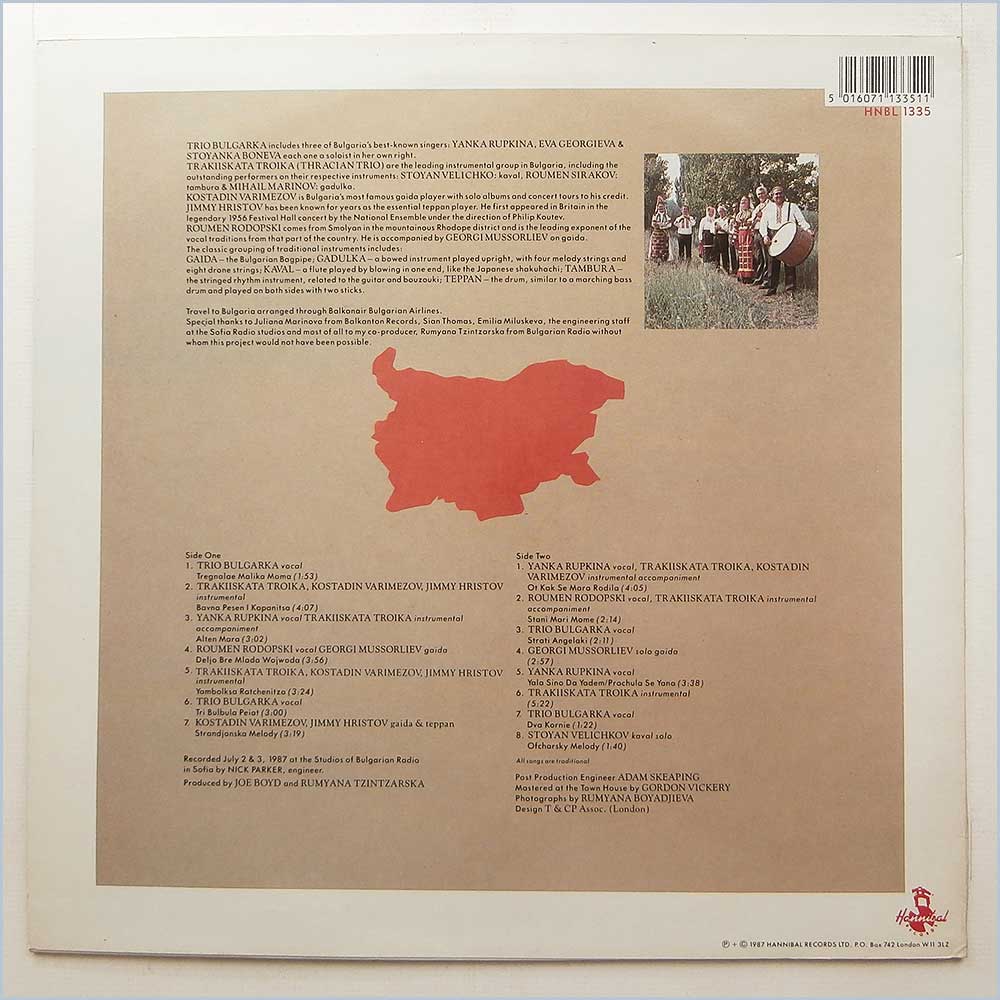 5 016071 133511
HNBL 1335
TRIO BULGARKA includes three of Bulgaria's best-known singers: YANKA RUPKINA, EVA GEORGIEVA &
STOYANKA BONEVA each one a soloist in her own right.
TRAKIISKATA TROIKA (THRACIAN TRIO) are the leading instrumental group in Bulgaria, including the
outstanding performers on their respective instruments: STOYAN VELICHKO: kaval, ROUMEN SIRAKOV:
tambura & MIHAIL MARINOV: gadulka.
KOSTADIN VARIMEZOV is Bulgaria's most famous gaida player with solo albums and concert tours to his credit.
JIMMY HRISTOV has been known for years as the essential teppan player. He first appeared in Britain in the
legendary 1956 Festival Hall concert by the National Ensemble under the direction of Philip Koutev.
ROUMEN RODOPSKI comes from Smolyan in the mountainous Rhodope district and is the leading exponent of the
vocal traditions from that part of the country. He is accompanied by GEORGI MUSSORLIEV on gaida.
The classic grouping of traditional instruments includes:
GAIDA – the Bulgarian Bagpipe; GADULKA – a bowed instrument played upright, with four melody strings and
eight drone strings; KAVAL – a flute played by blowing in one end, like the Japanese shakuhachi; TAMBURA –
the stringed rhythm instrument, related to the guitar and bouzouki; TEPPAN – the drum, similar to a marching bass
drum and played on both sides with two sticks.
Travel to Bulgaria arranged through Balkanair Bulgarian Airlines.
Special thanks to Juliana Marinova from Balkanton Records, Sian Thomas, Emilia Miluskeva, the engineering staff
at the Sofia Radio studios and most of all to my co-producer, Rumyana Tzintzarska from Bulgarian Radio without
whom this project would not have been possible.
Side One
1. TRIO BULGARKA vocal
Tregnalae Malika Moma (1:53)
2. TRAKIISKATA TROIKA, KOSTADIN VARIMEZOV, JIMMY HRISTOV
instrumental
Bavna Pesen I Kopanitsa (4:07)
3. YANKA RUPKINA vocal TRAKIISKATA TROIKA instrumental
accompaniment
Alten Mara (3:02)
4. ROUMEN RODOPSKI vocal GEORGI MUSSORLIEV gaida
Deljo Bre Mlada Wojwoda (3:56)
5. TRAKIISKATA TROIKA, KOSTADIN VARIMEZOV, JIMMY HRISTOV
instrumental
Yambolksa Ratchenitza (3:24)
6. TRIO BULGARKA vocal
Tri Bulbula Peiat (3:00)
7. KOSTADIN VARIMEZOV, JIMMY HRISTOV gaida & teppan
Strandjanska Melody (3:19)
Recorded July 2 & 3, 1987 at the Studios of Bulgarian Radio
in Sofia by NICK PARKER, engineer.
Produced by JOE BOYD and RUMYANA TZINTZARSKA
Side Two
1. YANKA RUPKINA vocal, TRAKIISKATA TROIKA, KOSTADIN
VARIMEZOV instrumental accompaniment
Ot Kak Se Mara Rodila (4:05)
2. ROUMEN RODOPSKI vocal, TRAKIISKATA TROIKA instrumental
accompaniment
Stani Mari Mome (2:14)
3. TRIO BULGARKA vocal
Strati Angelaki (2:11)
4. GEORGI MUSSORLIEV solo gaida
(2:57)
5. YANKA RUPKINA vocal
Yala Sino Da Yadem/Prachula Se Yana (3:38)
6. TRAKIISKATA TROIKA instrumental
(5:22)
7. TRIO BULGARKA vocal
Dva Kornie (1:22)
8. STOYAN VELICHKOV kaval solo
Ofcharsky Melody (1:40)
All songs are traditional
Post Production Engineer ADAM SKEAPING
Mastered at the Town House by GORDON VICKERY
Photographs by RUMYANA BOYADJIEVA
Design T & CP Assoc. (London)
Hannibal
℗ + © 1987 HANNIBAL RECORDS LTD. P.O. Box 742 London W11 3LZ